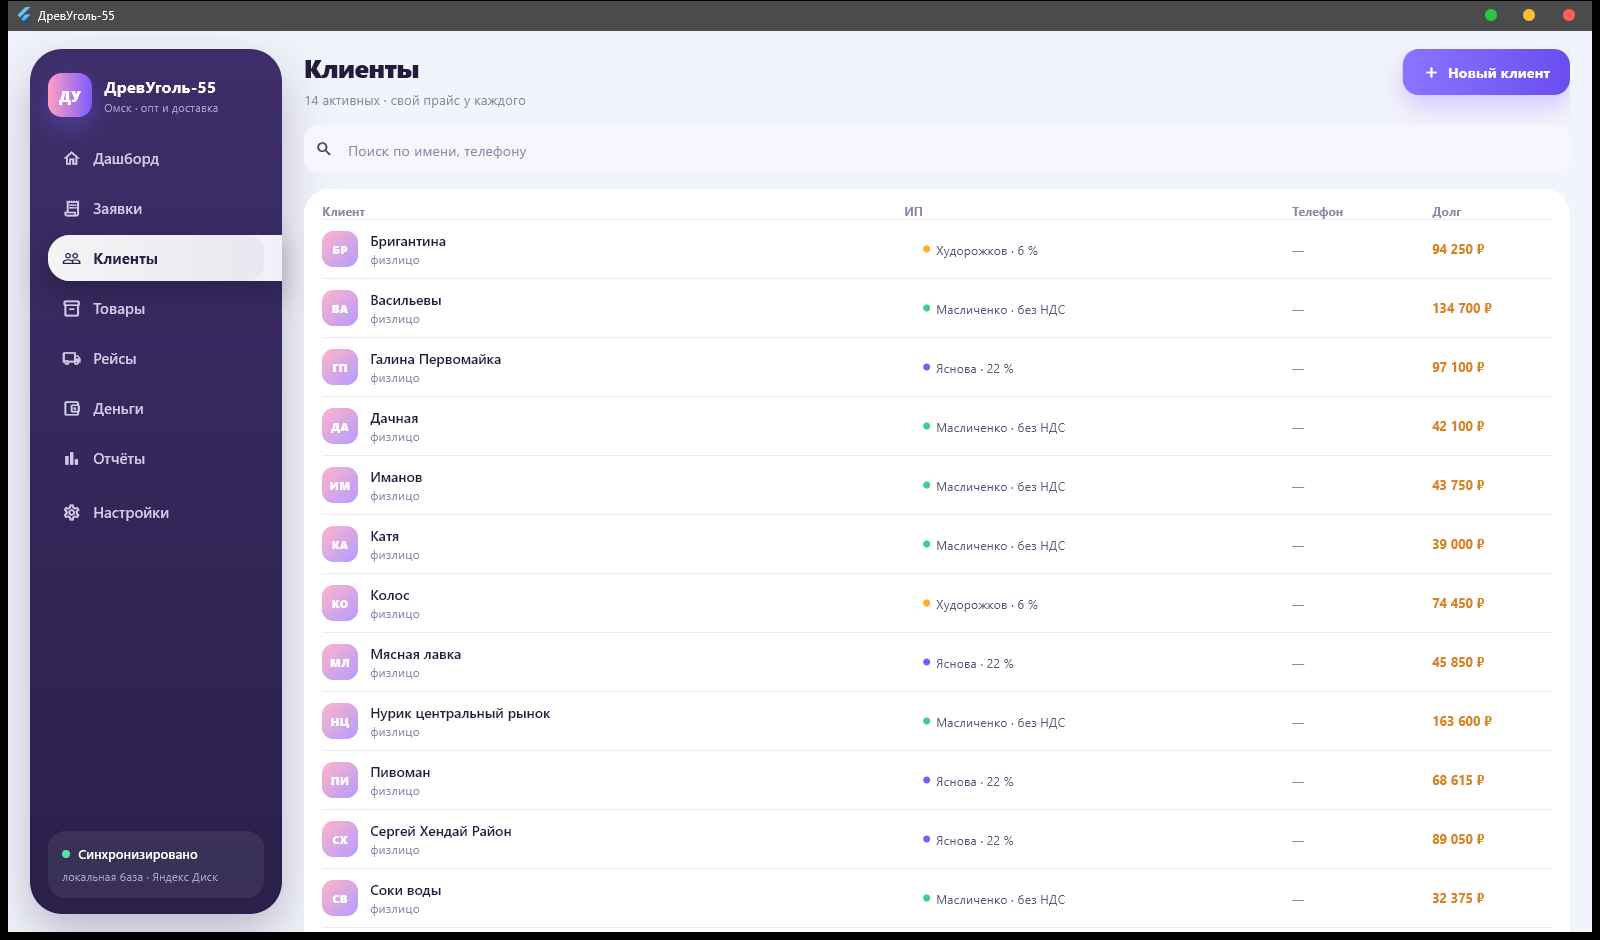 ДревУголь-55
ДУ
ДревУголь-55
Омск · опт и доставка
Дашборд
Заявки
Клиенты
Товары
Рейсы
Деньги
Отчёты
Настройки
Синхронизировано
локальная база · Яндекс Диск
Клиенты
14 активных · свой прайс у каждого
+ Новый клиент
Поиск по имени, телефону
Клиент ИП Телефон Долг
БР Бригантина Худорожков · 6 % — 94 250 ₽
физлицо
ВА Васильевы Масличенко · без НДС — 134 700 ₽
физлицо
ГП Галина Первомайка Яснова · 22 % — 97 100 ₽
физлицо
ДА Дачная Масличенко · без НДС — 42 100 ₽
физлицо
ИМ Иманов Масличенко · без НДС — 43 750 ₽
физлицо
КА Катя Масличенко · без НДС — 39 000 ₽
физлицо
КО Колос Худорожков · 6 % — 74 450 ₽
физлицо
МЛ Мясная лавка Яснова · 22 % — 45 850 ₽
физлицо
НЦ Нурик центральный рынок Масличенко · без НДС — 163 600 ₽
физлицо
ПИ Пивоман Яснова · 22 % — 68 615 ₽
физлицо
СХ Сергей Хендай Район Яснова · 22 % — 89 050 ₽
физлицо
СВ Соки воды Масличенко · без НДС — 32 375 ₽
физлицо